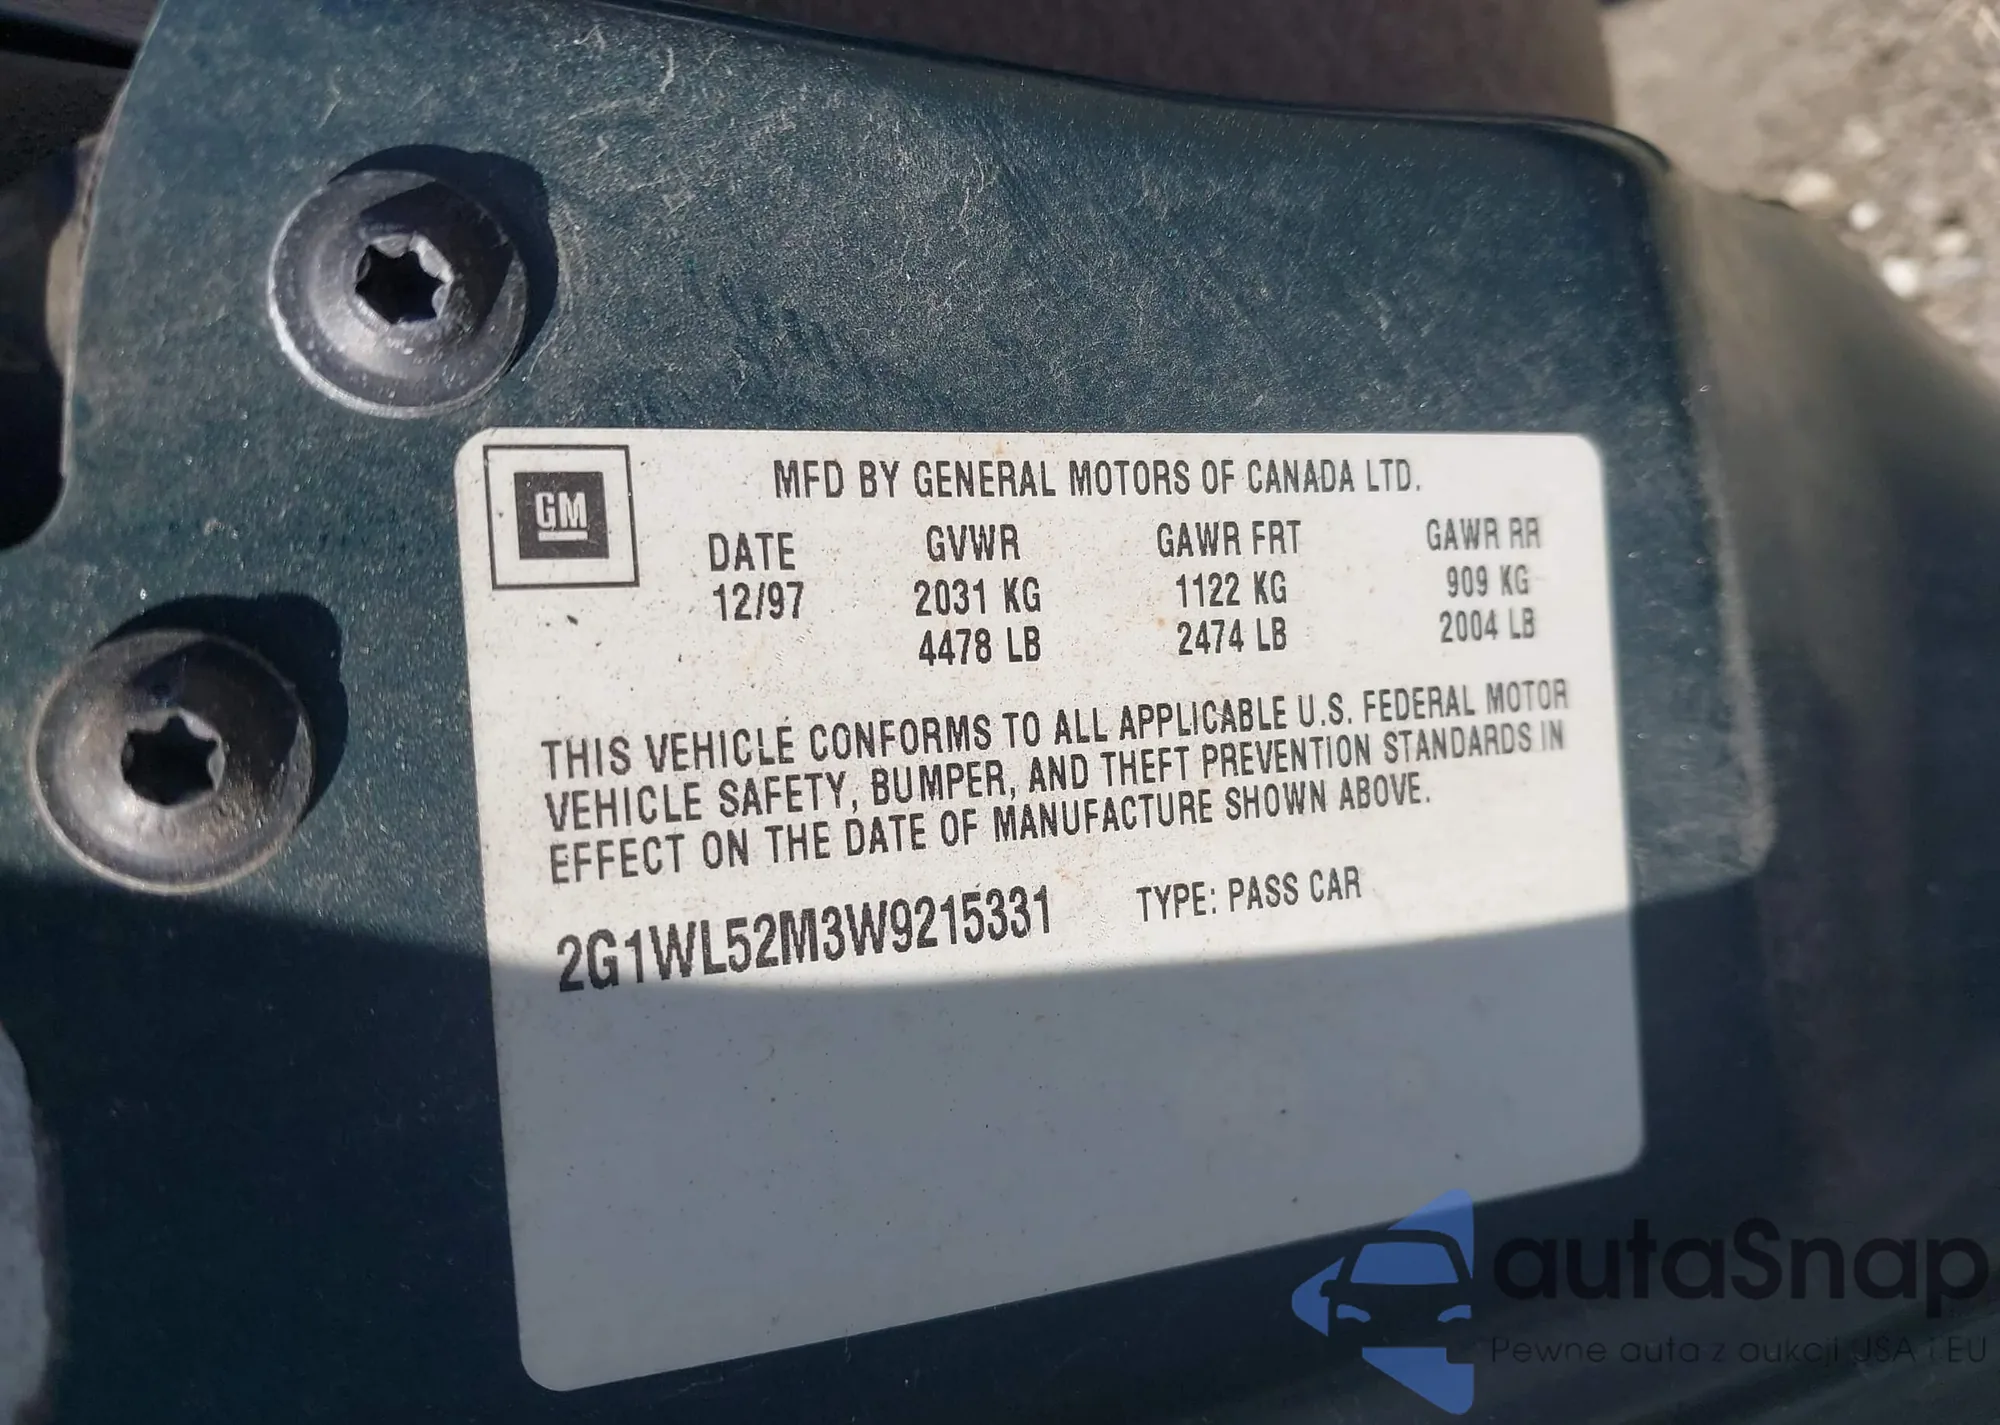 GM
MFD BY GENERAL MOTORS OF CANADA LTD.
DATE GVWR GAWR FRT GAWR RR
12/97 2031 KG 1122 KG 909 KG
4478 LB 2474 LB 2004 LB
THIS VEHICLE CONFORMS TO ALL APPLICABLE U.S. FEDERAL MOTOR
VEHICLE SAFETY, BUMPER, AND THEFT PREVENTION STANDARDS IN
EFFECT ON THE DATE OF MANUFACTURE SHOWN ABOVE.
2G1WL52M3W9215331 TYPE: PASS CAR
autaSnap
Pewne auta z aukcji USA i EU